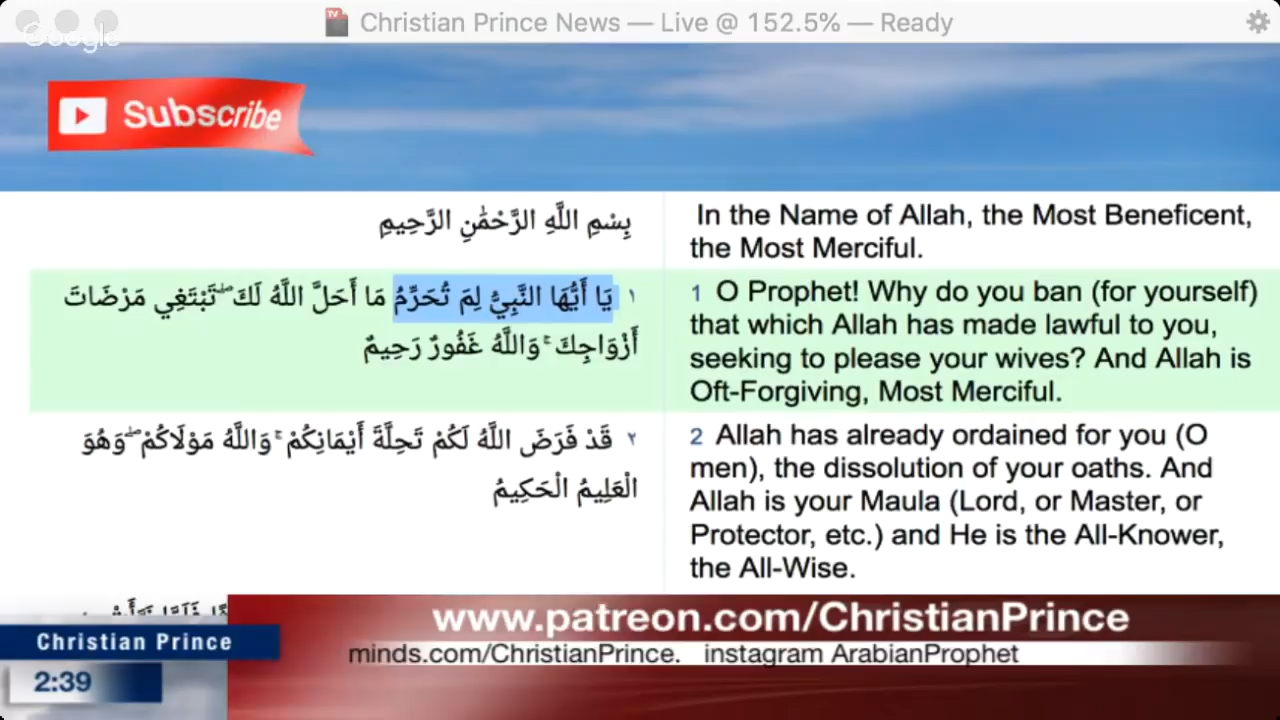 Christian Prince News — Live @ 152.5% — Ready
Google
Subscribe
بِسْمِ اللَّهِ الرَّحْمَٰنِ الرَّحِيمِ
In the Name of Allah, the Most Beneficent,
the Most Merciful.
١ يَا أَيُّهَا النَّبِيُّ لِمَ تُحَرِّمُ مَا أَحَلَّ اللَّهُ لَكَ ۖ تَبْتَغِي مَرْضَاتَ
أَزْوَاجِكَ ۚ وَاللَّهُ غَفُورٌ رَحِيمٌ
1 O Prophet! Why do you ban (for yourself)
that which Allah has made lawful to you,
seeking to please your wives? And Allah is
Oft-Forgiving, Most Merciful.
٢ قَدْ فَرَضَ اللَّهُ لَكُمْ تَحِلَّةَ أَيْمَانِكُمْ ۚ وَاللَّهُ مَوْلَاكُمْ ۖ وَهُوَ
الْعَلِيمُ الْحَكِيمُ
2 Allah has already ordained for you (O
men), the dissolution of your oaths. And
Allah is your Maula (Lord, or Master, or
Protector, etc.) and He is the All-Knower,
the All-Wise.
www.patreon.com/ChristianPrince
Christian Prince
minds.com/ChristianPrince. instagram ArabianProphet
2:39